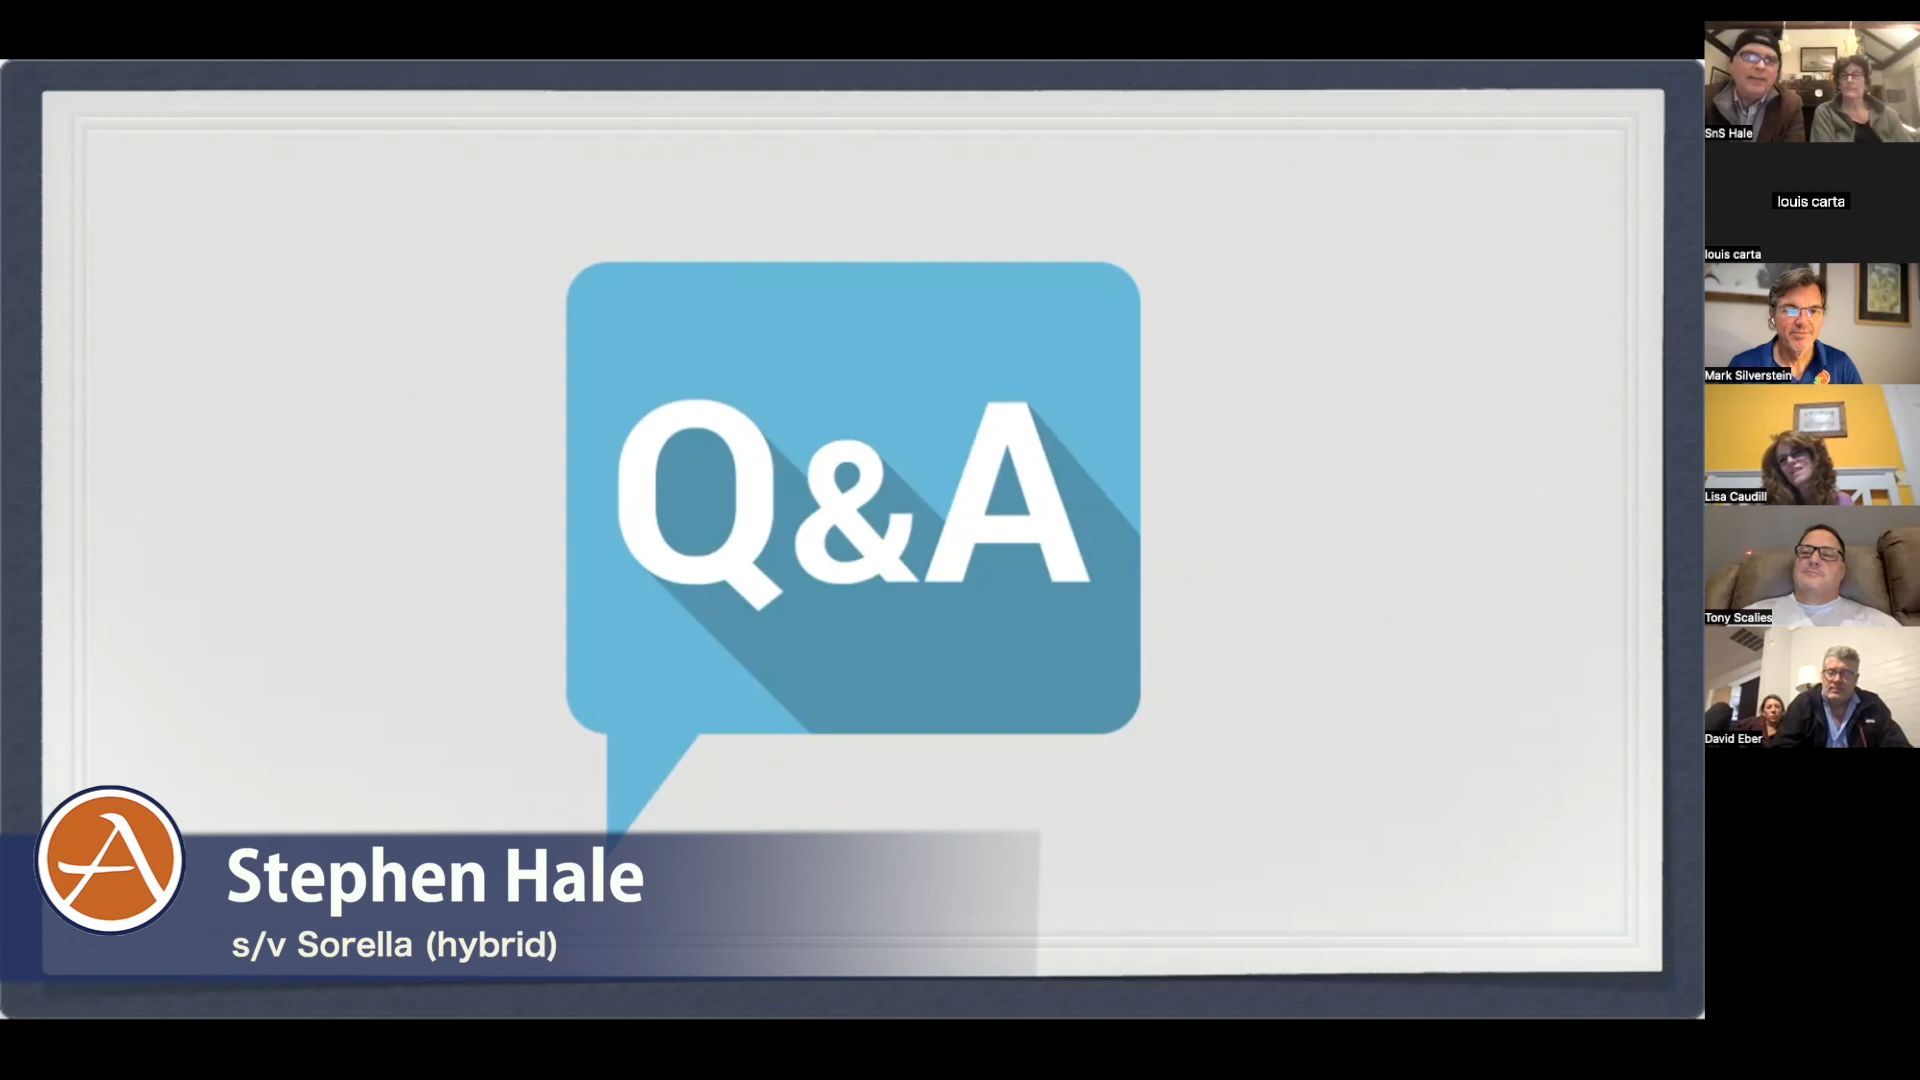 Q&A
Stephen Hale
s/v Sorella (hybrid)
SnS Hale
louis carta
louis carta
Mark Silverstein
Lisa Caudill
Tony Scalies
David Eber